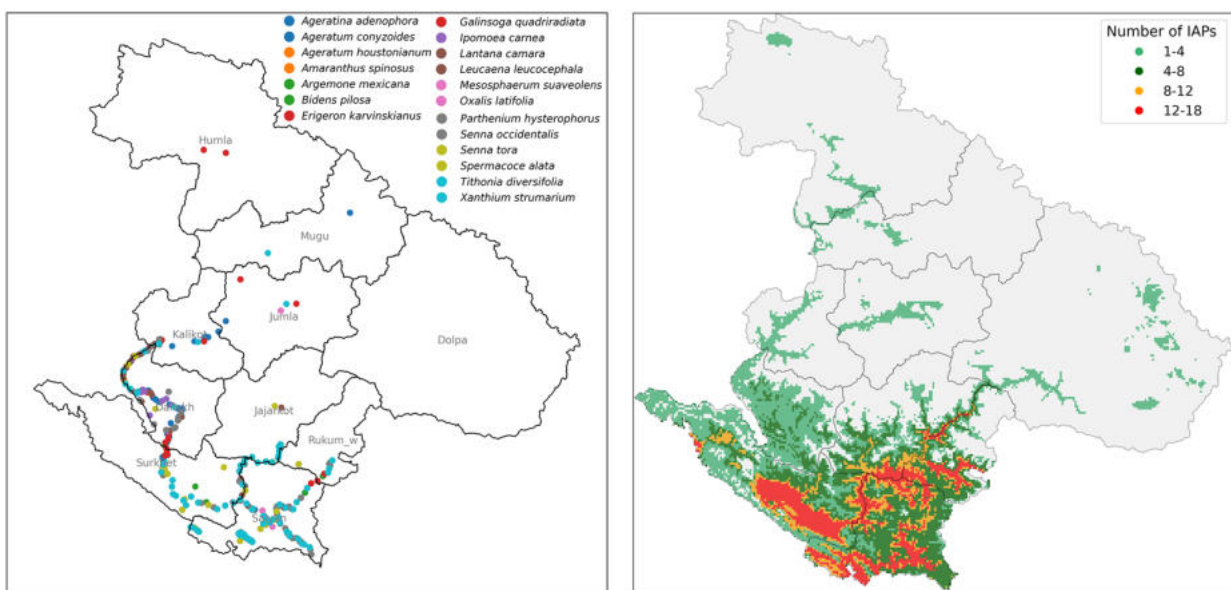 Ageratina adenophora
Ageratum conyzoides
Ageratum houstonianum
Amaranthus spinosus
Argemone mexicana
Bidens pilosa
Erigeron karvinskianus
Galinsoga quadriradiata
Ipomoea carnea
Lantana camara
Leucaena leucocephala
Mesosphaerum suaveolens
Oxalis latifolia
Parthenium hysterophorus
Senna occidentalis
Senna tora
Spermacoce alata
Tithonia diversifolia
Xanthium strumarium
Humla
Mugu
Jumla
Kalikot
Dolpa
Jajarkot
Rukum_w
Surkhet
Number of IAPs
1-4
4-8
8-12
12-18